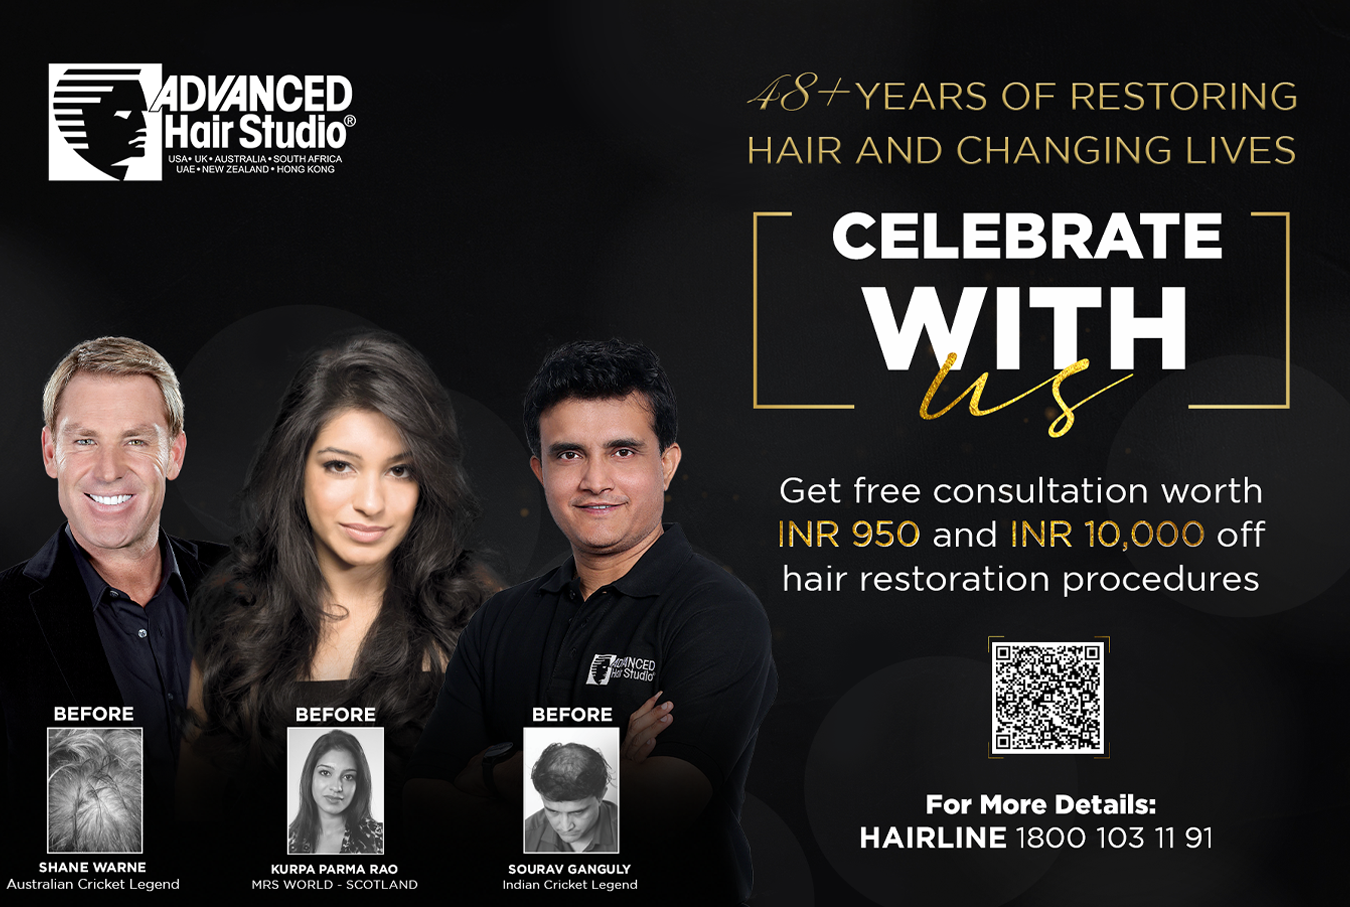 ADVANCED
Hair Studio®
USA • UK • AUSTRALIA • SOUTH AFRICA
UAE • NEW ZEALAND • HONG KONG
48+ YEARS OF RESTORING
HAIR AND CHANGING LIVES
CELEBRATE
WITH
us
Get free consultation worth
INR 950 and INR 10,000 off
hair restoration procedures
For More Details:
HAIRLINE 1800 103 11 91
ADVANCED
Hair Studio®
BEFORE
SHANE WARNE
Australian Cricket Legend
BEFORE
KURPA PARMA RAO
MRS WORLD - SCOTLAND
BEFORE
SOURAV GANGULY
Indian Cricket Legend